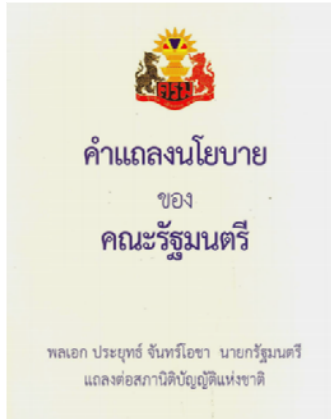 ครม
คำแถลงนโยบาย
ของ
คณะรัฐมนตรี
พลเอก ประยุทธ์ จันทร์โอชา นายกรัฐมนตรี
แถลงต่อสภานิติบัญญัติแห่งชาติ